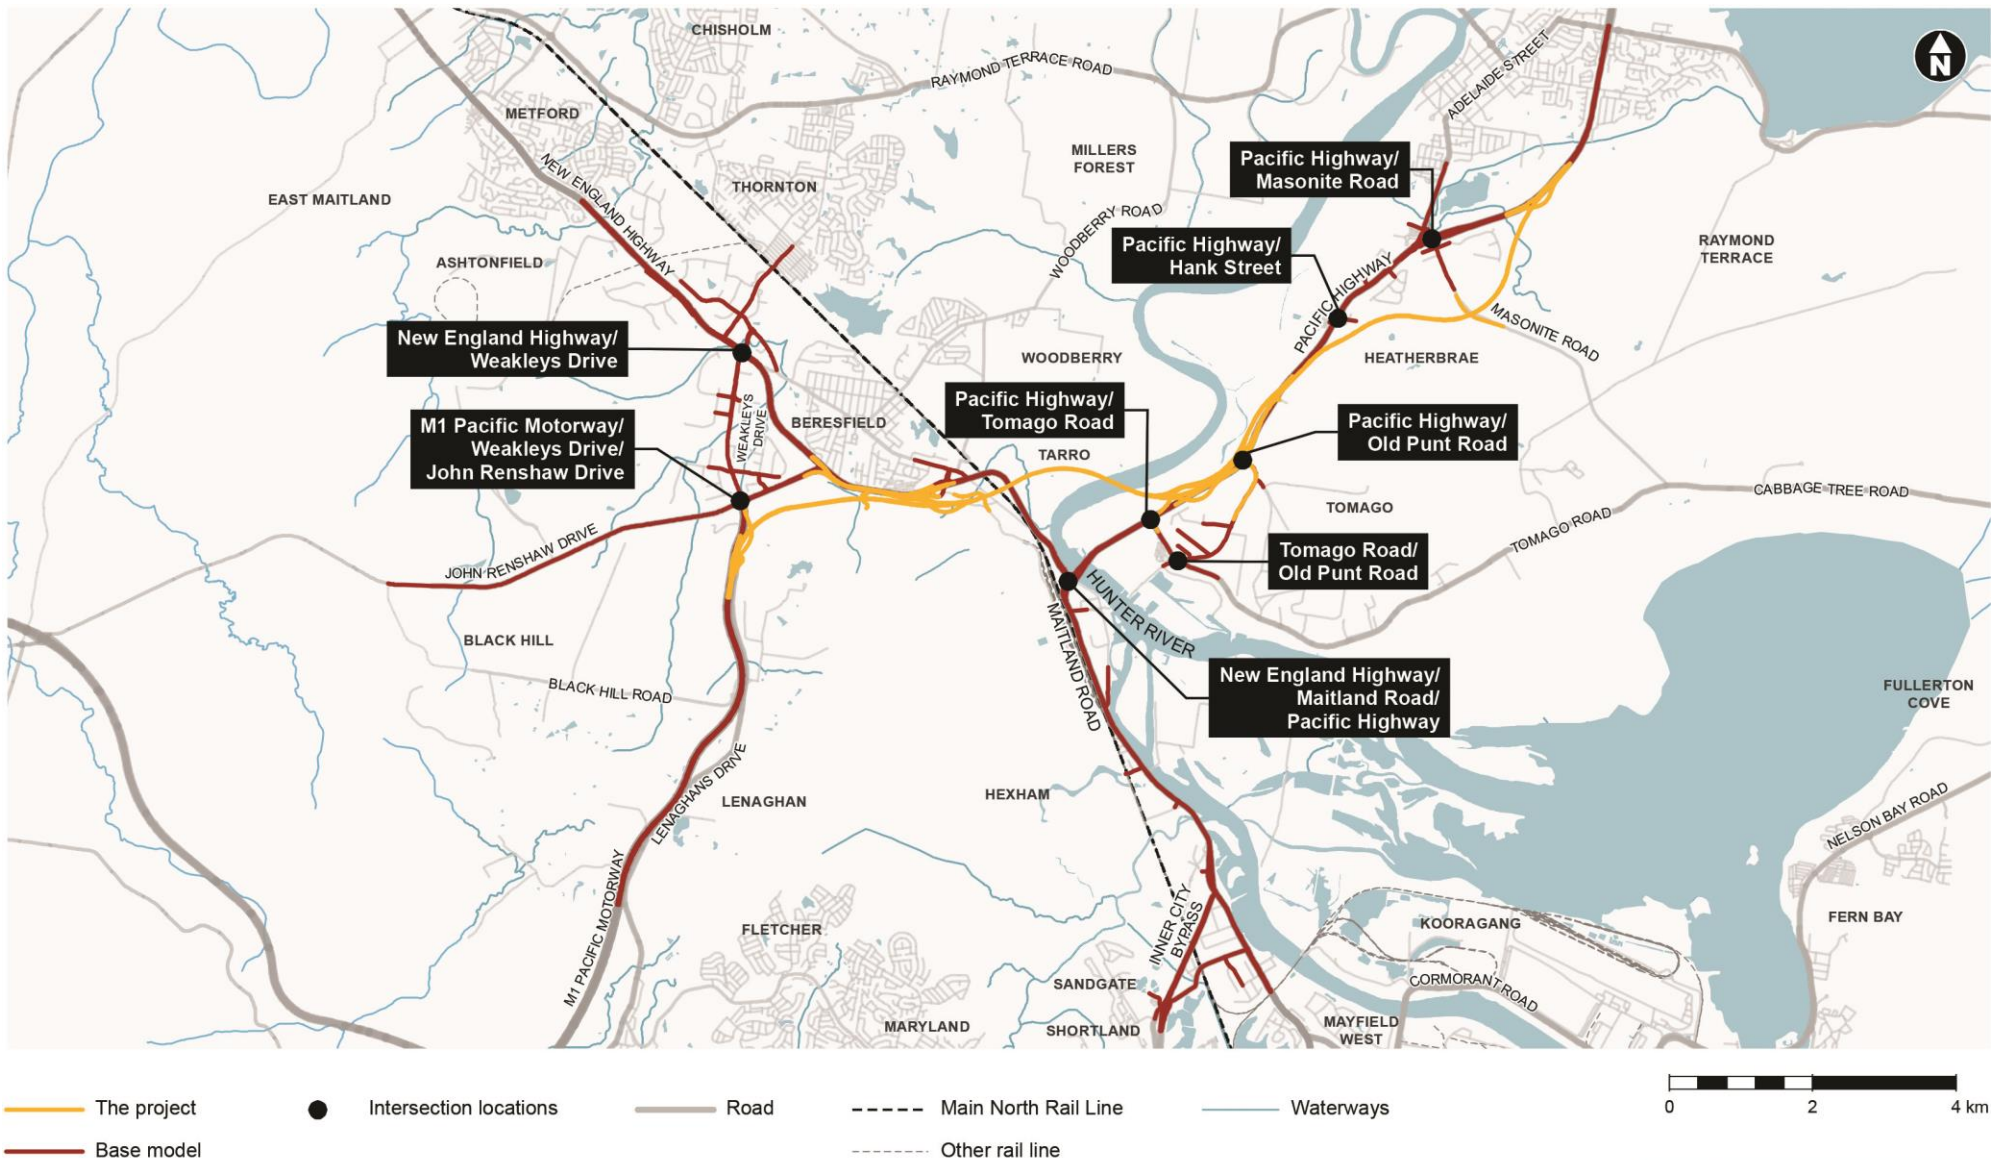 CHISHOLM
RAYMOND TERRACE ROAD
ADELAIDE STREET
N
METFORD
MILLERS
FOREST
Pacific Highway/
Masonite Road
NEW ENGLAND HIGHWAY
THORNTON
EAST MAITLAND
WOODBERRY ROAD
Pacific Highway/
Hank Street
RAYMOND
TERRACE
ASHTONFIELD
PACIFIC HIGHWAY
MASONITE ROAD
New England Highway/
Weakleys Drive
WOODBERRY
HEATHERBRAE
Pacific Highway/
Tomago Road
M1 Pacific Motorway/
Weakleys Drive/
John Renshaw Drive
WEAKLEYS
DRIVE
BERESFIELD
Pacific Highway/
Old Punt Road
TARRO
CABBAGE TREE ROAD
TOMAGO
TOMAGO ROAD
JOHN RENSHAW DRIVE
Tomago Road/
Old Punt Road
HUNTER RIVER
MAITLAND ROAD
BLACK HILL
BLACK HILL ROAD
New England Highway/
Maitland Road/
Pacific Highway
FULLERTON
COVE
LENAGHANS DRIVE
LENAGHAN
HEXHAM
NELSON BAY ROAD
M1 PACIFIC MOTORWAY
FLETCHER
INNER CITY
BYPASS
KOORAGANG
FERN BAY
SANDGATE
CORMORANT ROAD
MARYLAND
SHORTLAND
MAYFIELD
WEST
The project
Intersection locations
Road
Main North Rail Line
Waterways
0
2
4 km
Base model
Other rail line